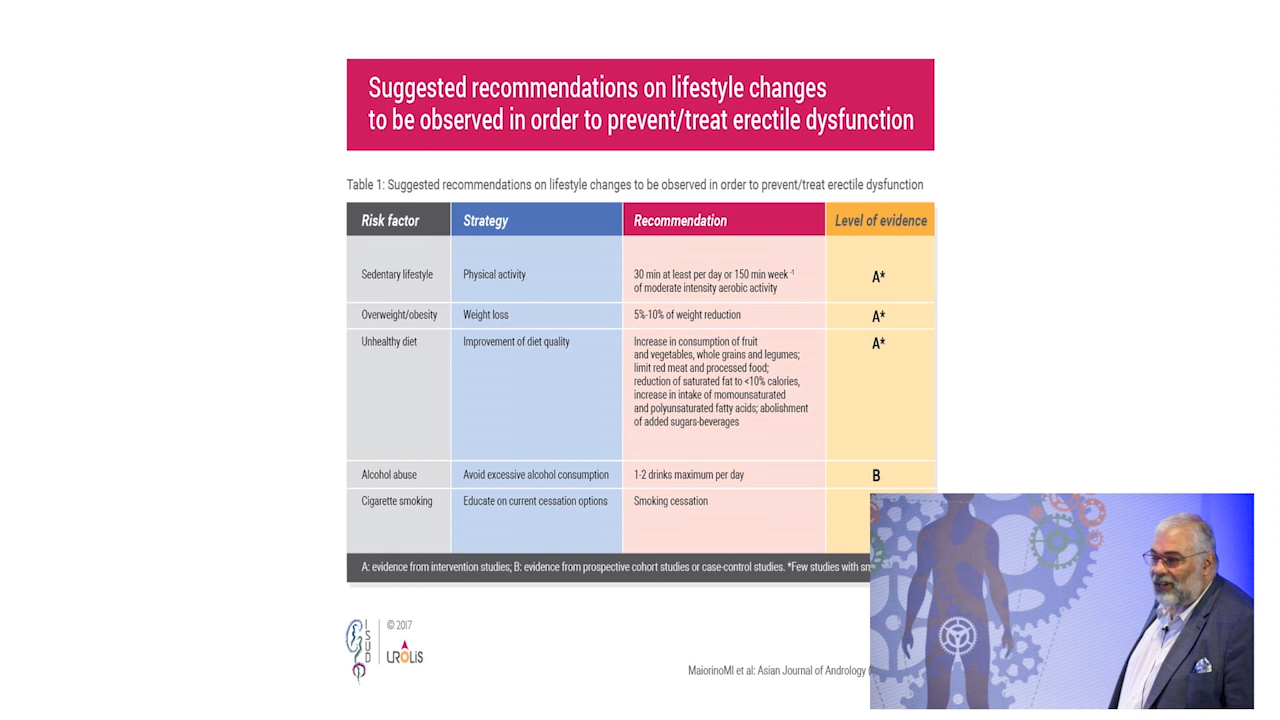 Suggested recommendations on lifestyle changes
to be observed in order to prevent/treat erectile dysfunction
Table 1: Suggested recommendations on lifestyle changes to be observed in order to prevent/treat erectile dysfunction
Risk factor Strategy Recommendation Level of evidence
Sedentary lifestyle Physical activity 30 min at least per day or 150 min week -1
of moderate intensity aerobic activity
A*
Overweight/obesity Weight loss 5%-10% of weight reduction A*
Unhealthy diet Improvement of diet quality Increase in consumption of fruit A*
and vegetables, whole grains and legumes;
limit red meat and processed food;
reduction of saturated fat to <10% calories,
increase in intake of momounsaturated
and polyunsaturated fatty acids; abolishment
of added sugars-beverages
Alcohol abuse Avoid excessive alcohol consumption 1-2 drinks maximum per day B
Cigarette smoking Educate on current cessation options Smoking cessation
A: evidence from intervention studies; B: evidence from prospective cohort studies or case-control studies. *Few studies with
ISUD
© 2017
UROLIS
MaiorinoMI et al: Asian Journal of Andrology